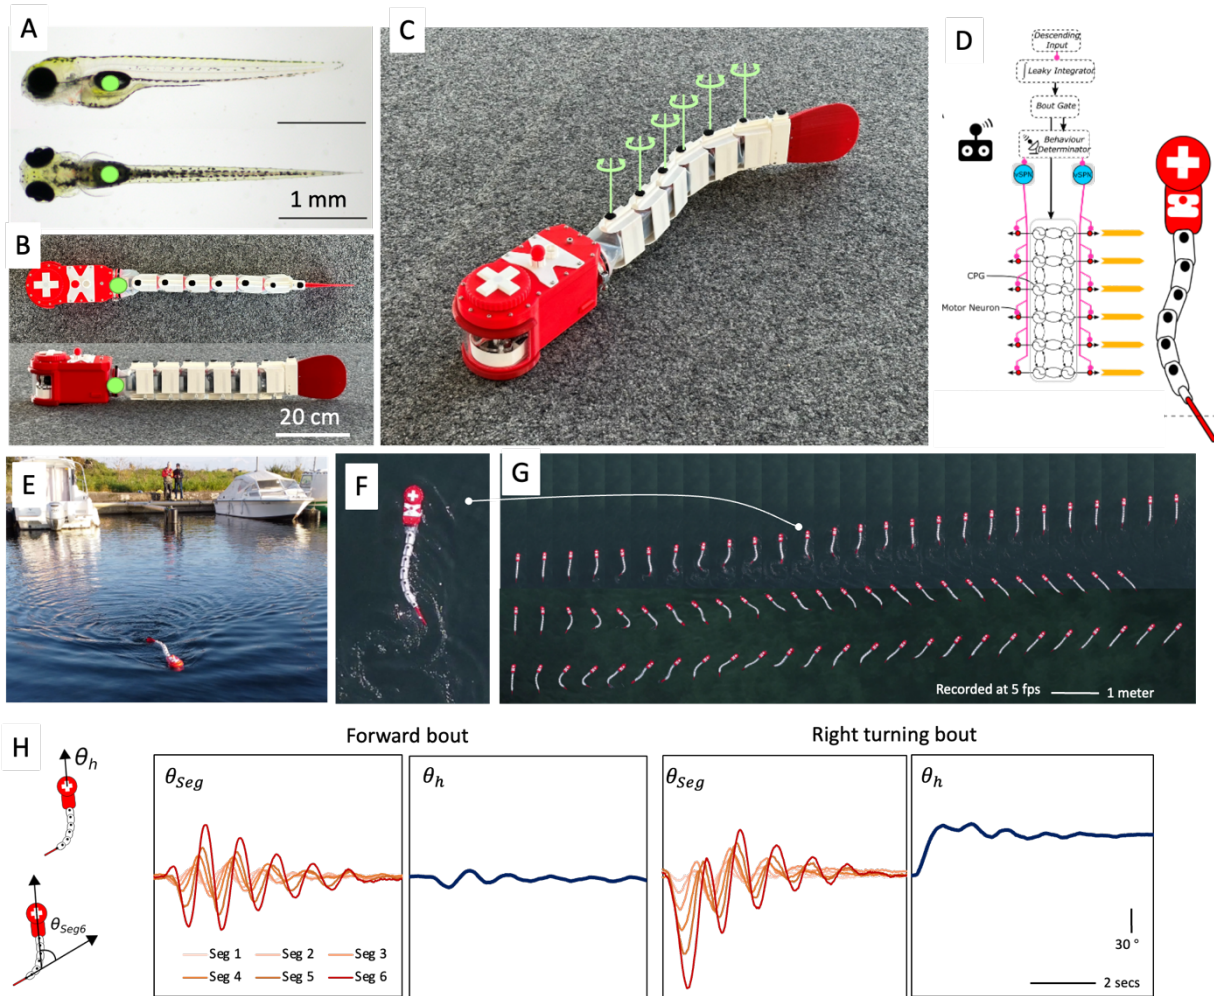 A
1 mm
B
20 cm
C
D
Descending
Input
∫ Leaky Integrator
Bout Gate
Behaviour
Determinator
vSPN vSPN
CPG
Motor Neuron
E
F
G
Recorded at 5 fps
1 meter
H
Forward bout
Right turning bout
θh
θSeg6
θSeg
θh
θSeg
θh
Seg 1 Seg 2 Seg 3
Seg 4 Seg 5 Seg 6
30 °
2 secs